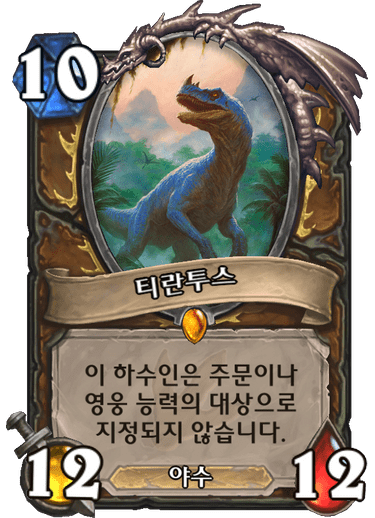 10
티란투스
이 하수인은 주문이나
영웅 능력의 대상으로
지정되지 않습니다.
12
야수
12